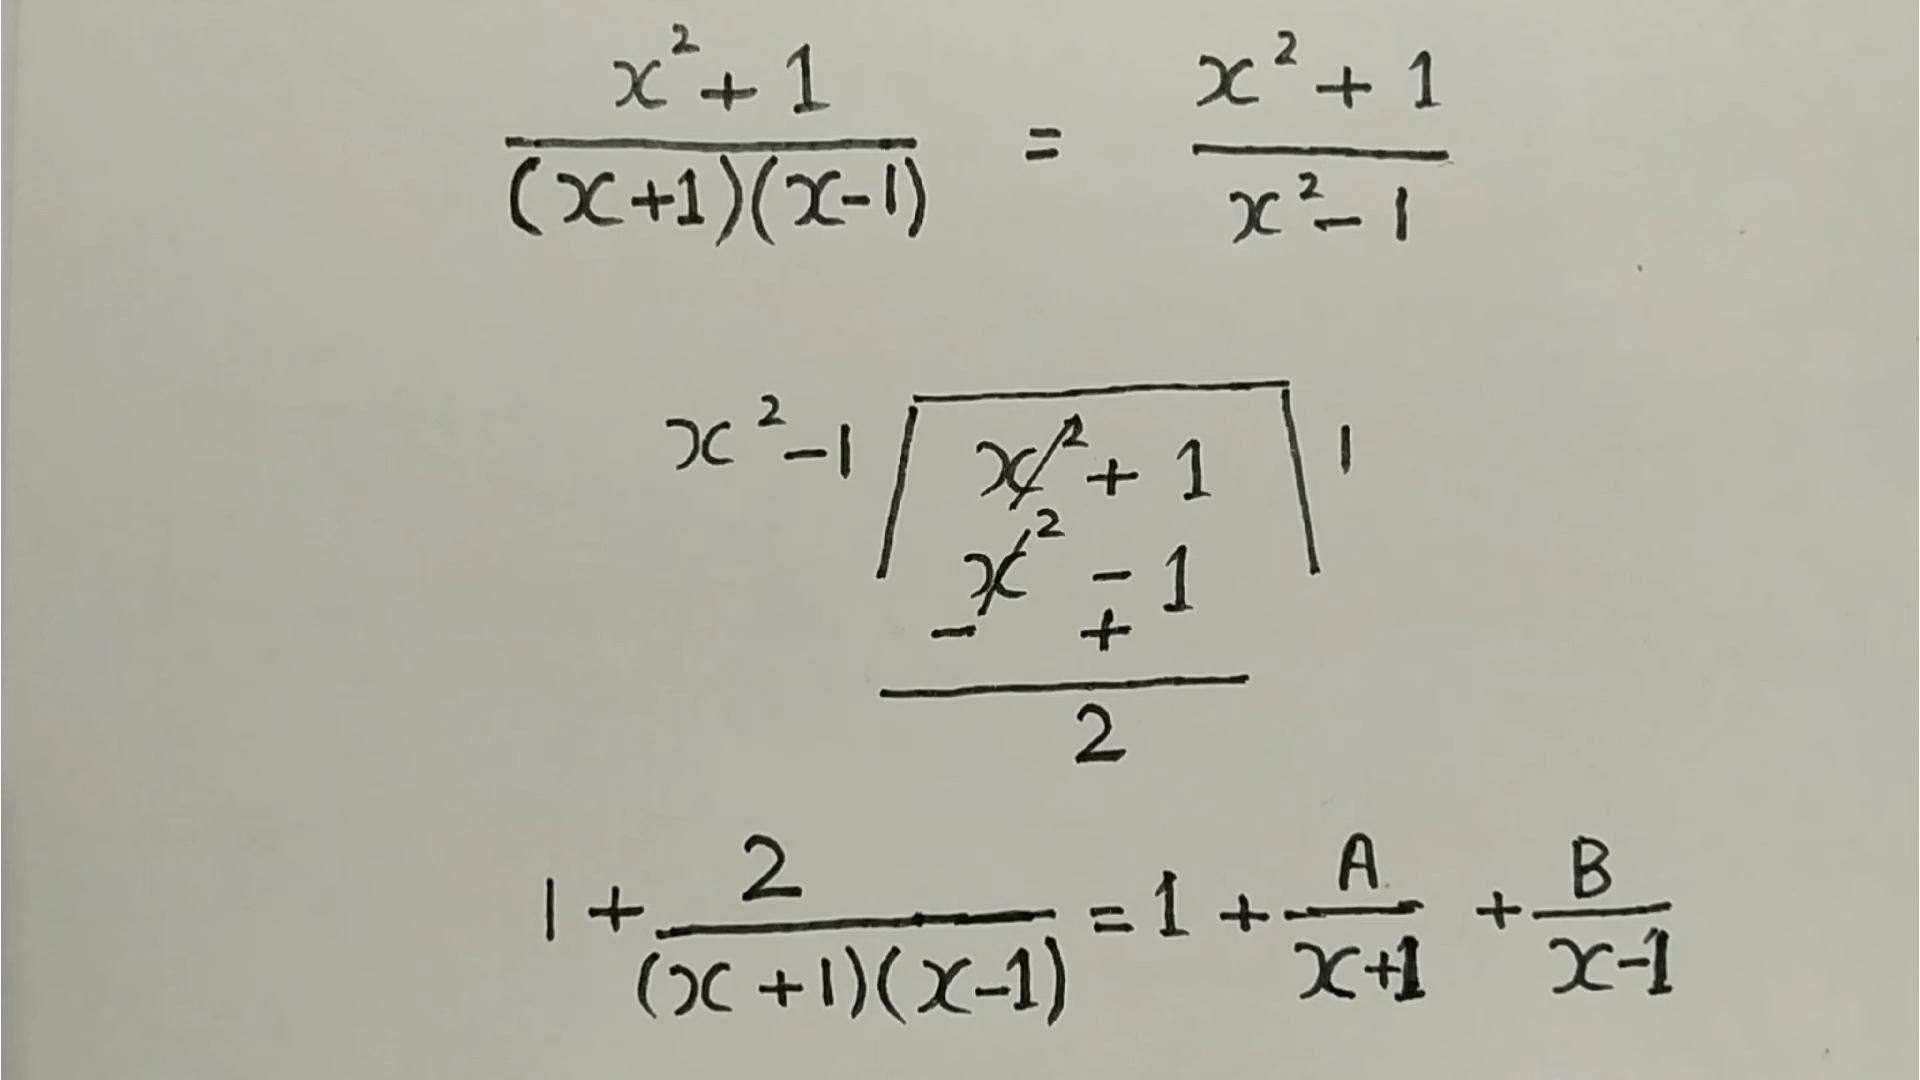 x² + 1 / (x+1)(x-1) = x² + 1 / x² - 1
x² - 1 x² + 1 1
x² - 1
- +
2
1 + 2 / (x + 1)(x - 1) = 1 + A / x+1 + B / x-1